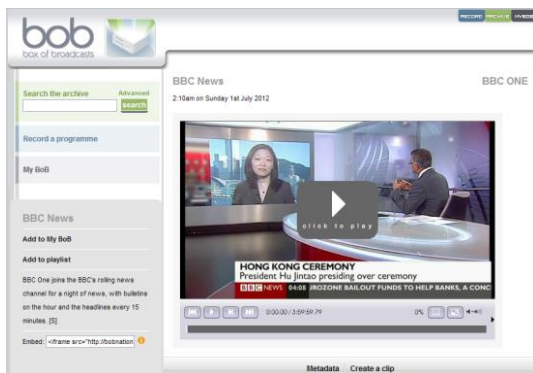 bob
box of broadcasts
RECORD ARCHIVE
Search the archive Advanced
search
Record a programme
My BoB
BBC News
Add to My BoB
Add to playlist
BBC One joins the BBC's rolling news
channel for a night of news, with bulletins
on the hour and the headlines every 15
minutes. [S]
Embed: <iframe src="http://bobnation
BBC News BBC ONE
2:10am on Sunday 1st July 2012
click to play
HONG KONG CEREMONY
President Hu Jintao presiding over ceremony
BBC NEWS 04:08 UROZONE BAILOUT FUNDS TO HELP BANKS, A CONC
0:00:00 / 3:59:59.79 0%
Metadata Create a clip